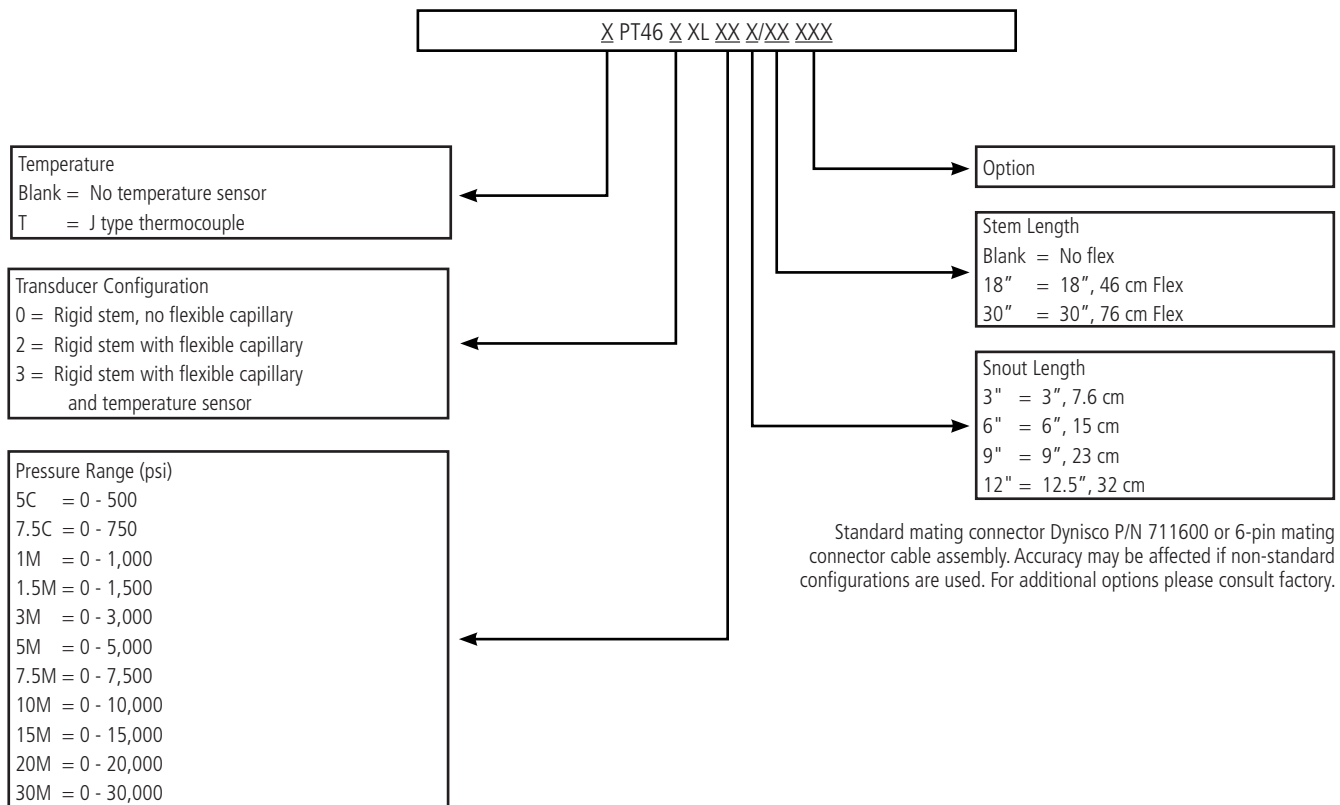 X PT46 X XL XX X/XX XXX
Temperature
Blank = No temperature sensor
T = J type thermocouple
Transducer Configuration
0 = Rigid stem, no flexible capillary
2 = Rigid stem with flexible capillary
3 = Rigid stem with flexible capillary
and temperature sensor
Pressure Range (psi)
5C = 0 - 500
7.5C = 0 - 750
1M = 0 - 1,000
1.5M = 0 - 1,500
3M = 0 - 3,000
5M = 0 - 5,000
7.5M = 0 - 7,500
10M = 0 - 10,000
15M = 0 - 15,000
20M = 0 - 20,000
30M = 0 - 30,000
Option
Stem Length
Blank = No flex
18” = 18”, 46 cm Flex
30” = 30”, 76 cm Flex
Snout Length
3" = 3”, 7.6 cm
6" = 6”, 15 cm
9" = 9”, 23 cm
12" = 12.5”, 32 cm
Standard mating connector Dynisco P/N 711600 or 6-pin mating
connector cable assembly. Accuracy may be affected if non-standard
configurations are used. For additional options please consult factory.